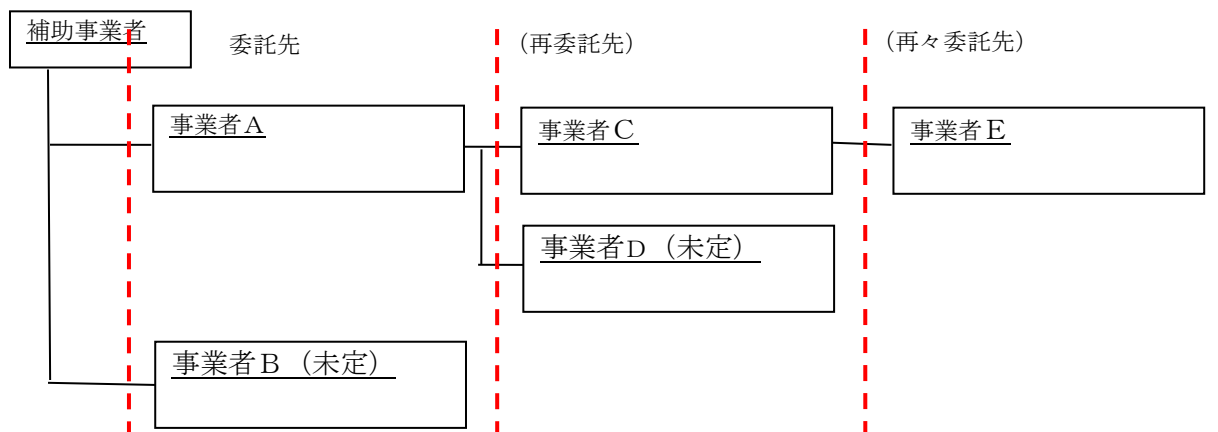 補助事業者
委託先
(再委託先)
(再々委託先)
事業者A
事業者C
事業者E
事業者D（未定）
事業者B（未定）